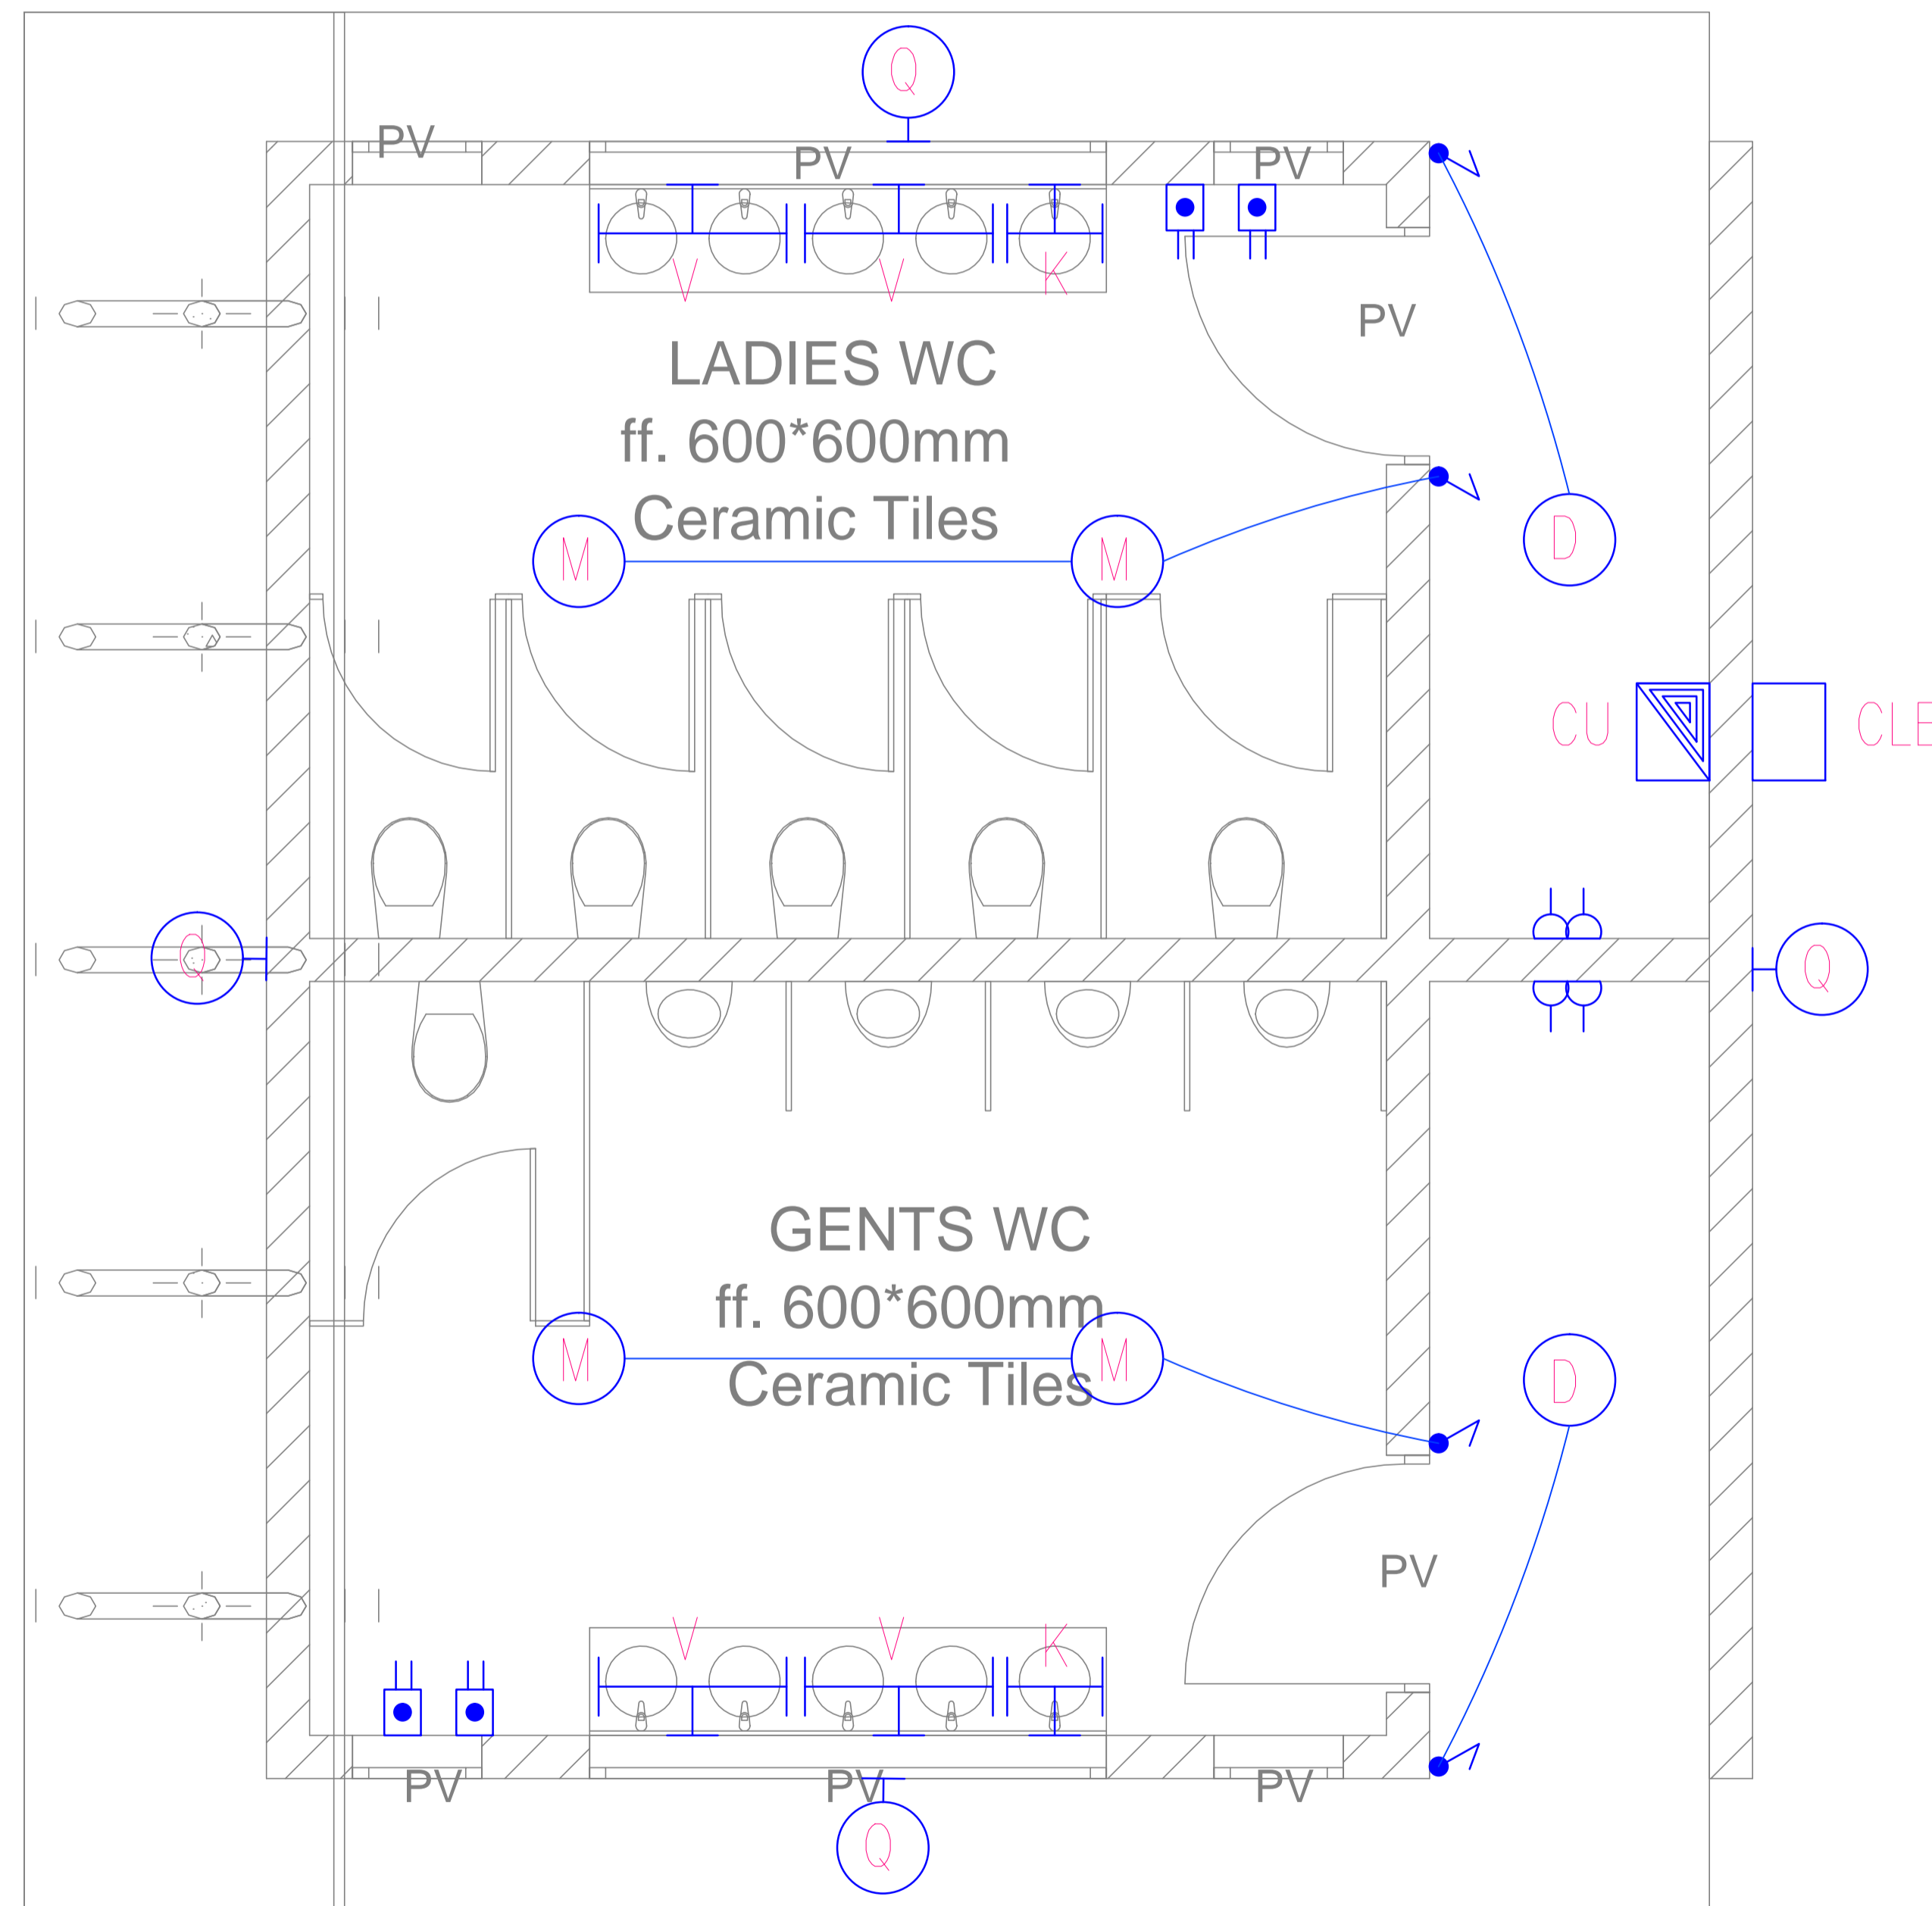 Q
PV
PV
PV
V
V
K
PV
LADIES WC
ff. 600*600mm
Ceramic Tiles
M
M
D
CU
CLE
Q
Q
GENTS WC
ff. 600*600mm
Ceramic Tiles
M
M
D
PV
V
V
K
PV
PV
PV
Q